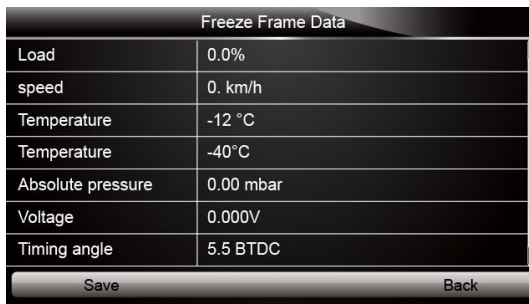 Freeze Frame Data
Load 0.0%
speed 0. km/h
Temperature -12 °C
Temperature -40°C
Absolute pressure 0.00 mbar
Voltage 0.000V
Timing angle 5.5 BTDC
Save Back